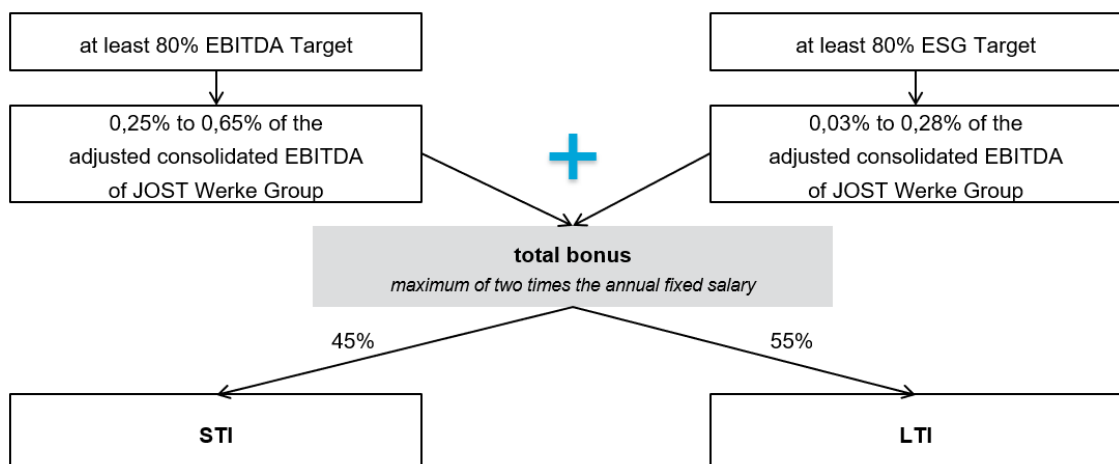 at least 80% EBITDA Target
at least 80% ESG Target
0,25% to 0,65% of the
adjusted consolidated EBITDA
of JOST Werke Group
0,03% to 0,28% of the
adjusted consolidated EBITDA
of JOST Werke Group
+
total bonus
maximum of two times the annual fixed salary
45%
55%
STI
LTI